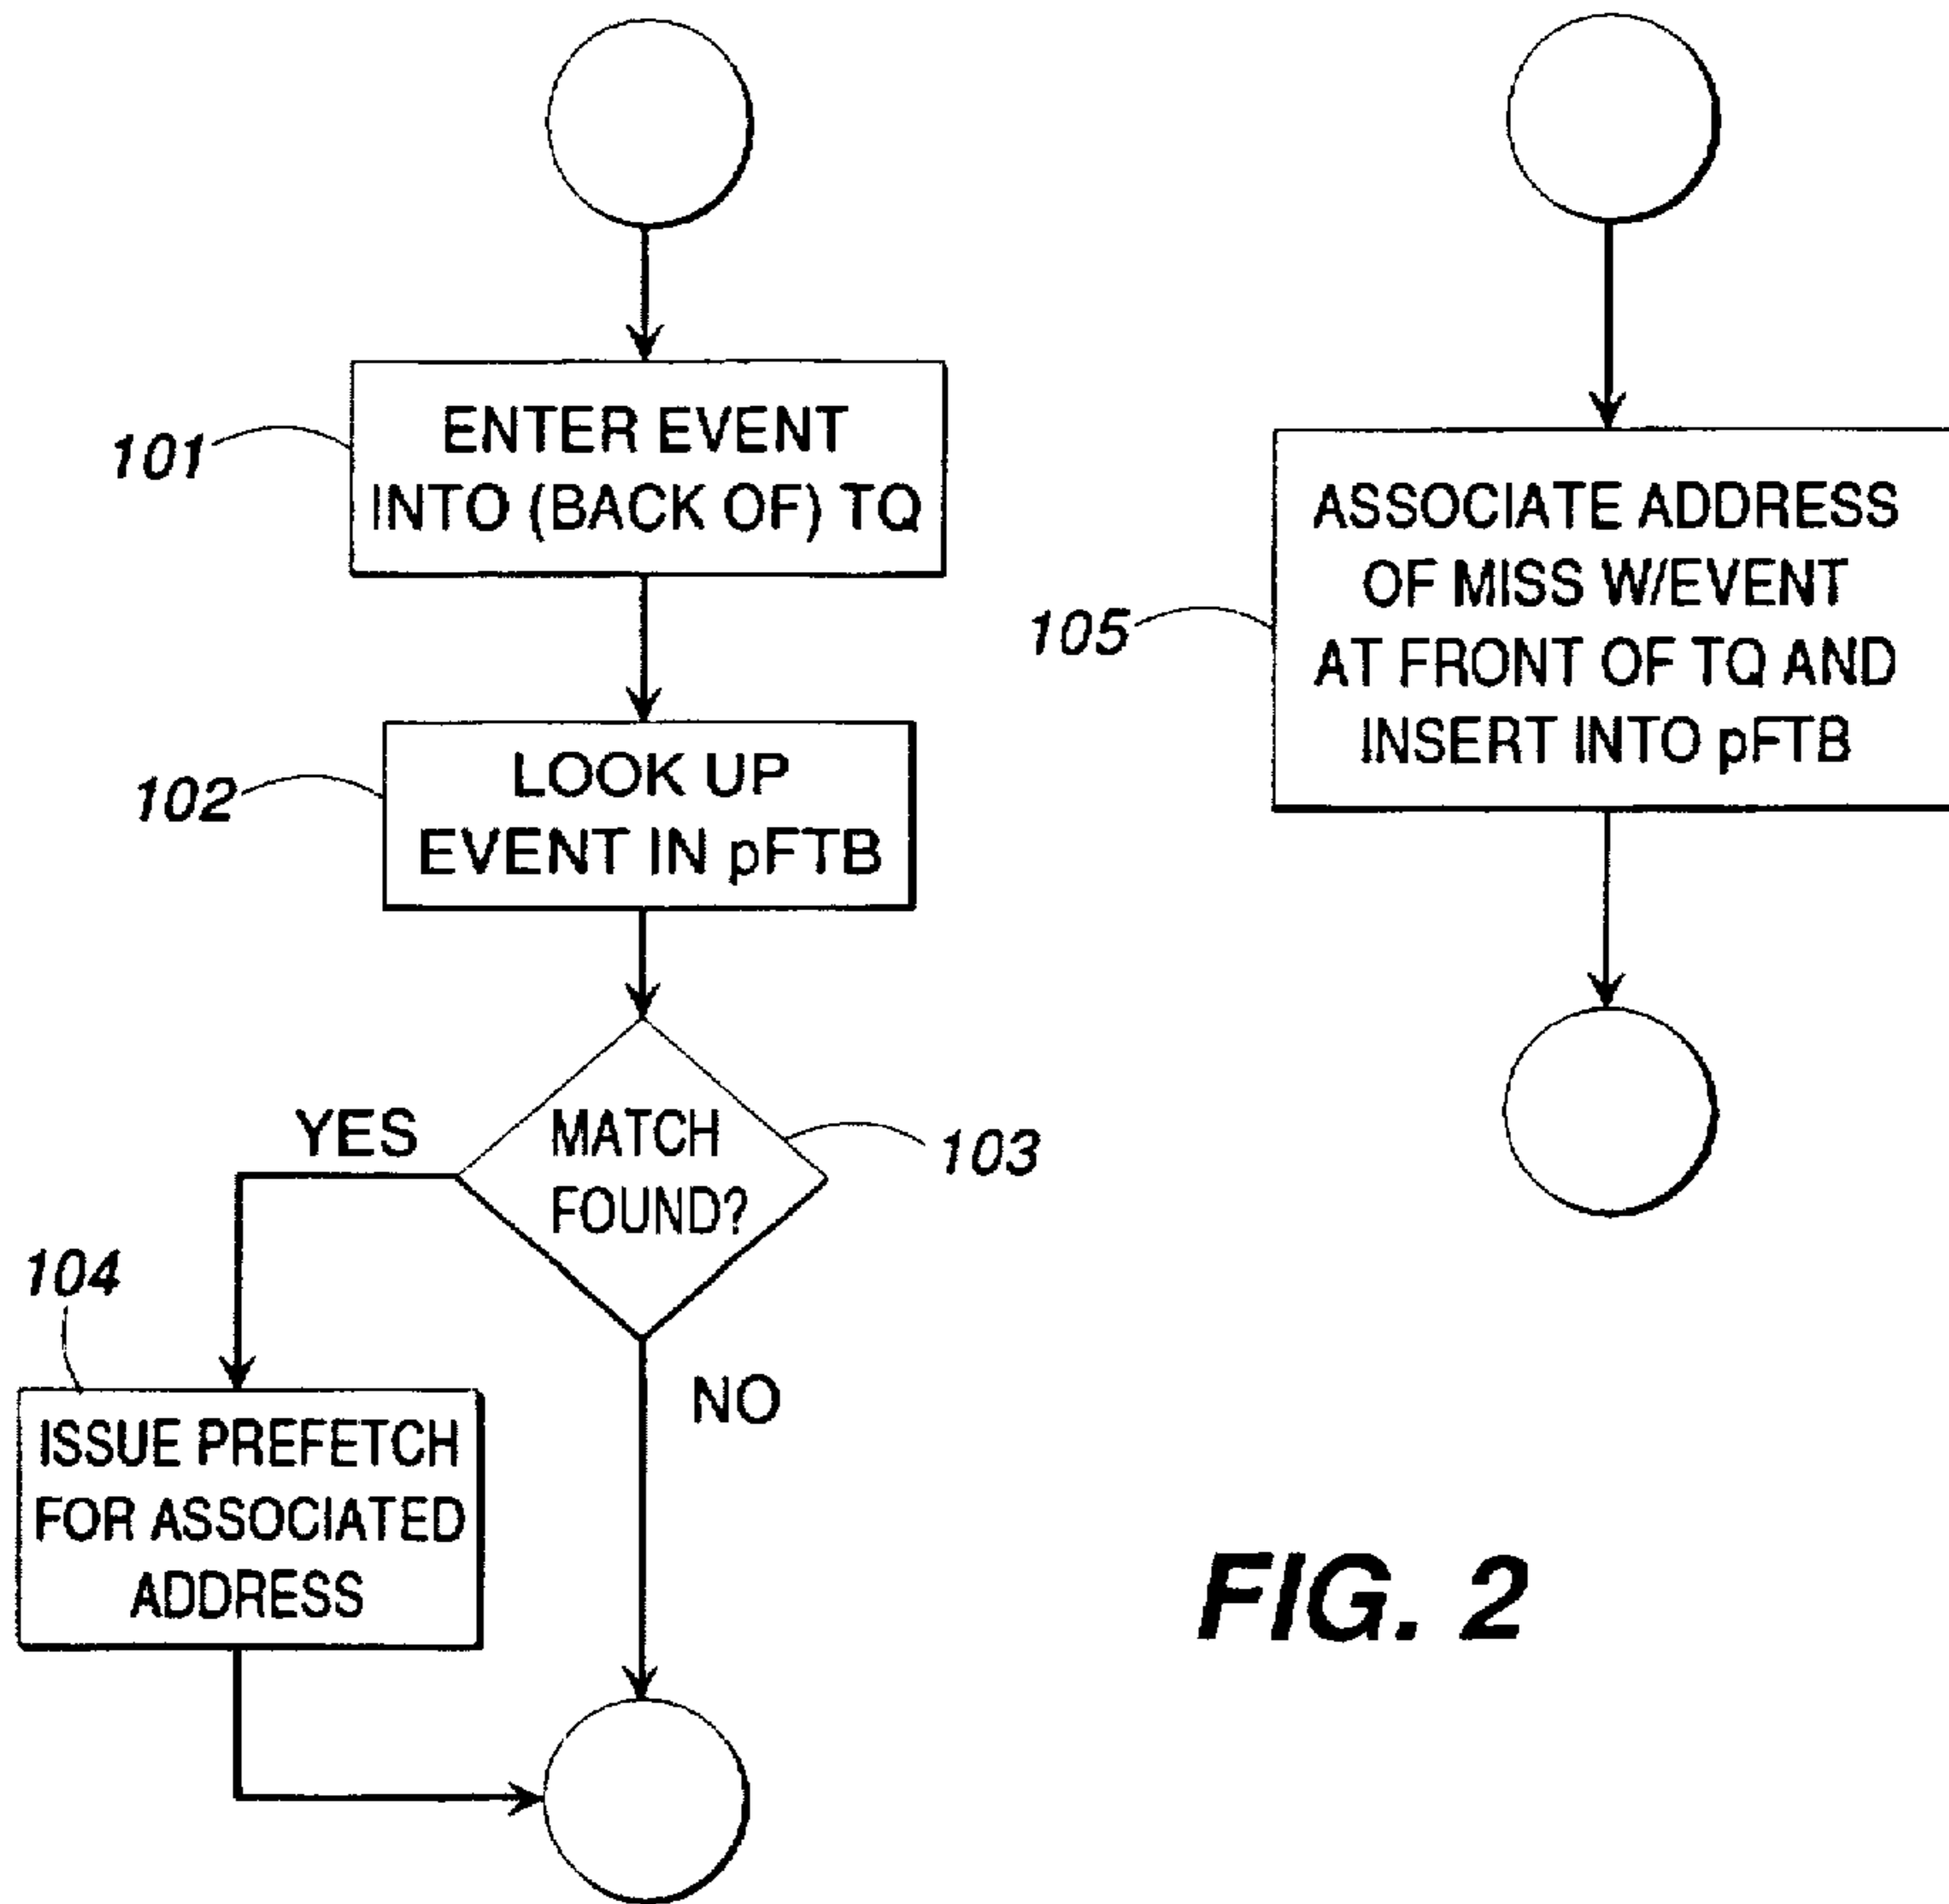 101
ENTER EVENT
INTO (BACK OF) TQ
102
LOOK UP
EVENT IN pFTB
YES
MATCH
FOUND?
103
104
ISSUE PREFETCH
FOR ASSOCIATED
ADDRESS
NO
105
ASSOCIATE ADDRESS
OF MISS W/EVENT
AT FRONT OF TQ AND
INSERT INTO pFTB
FIG. 2